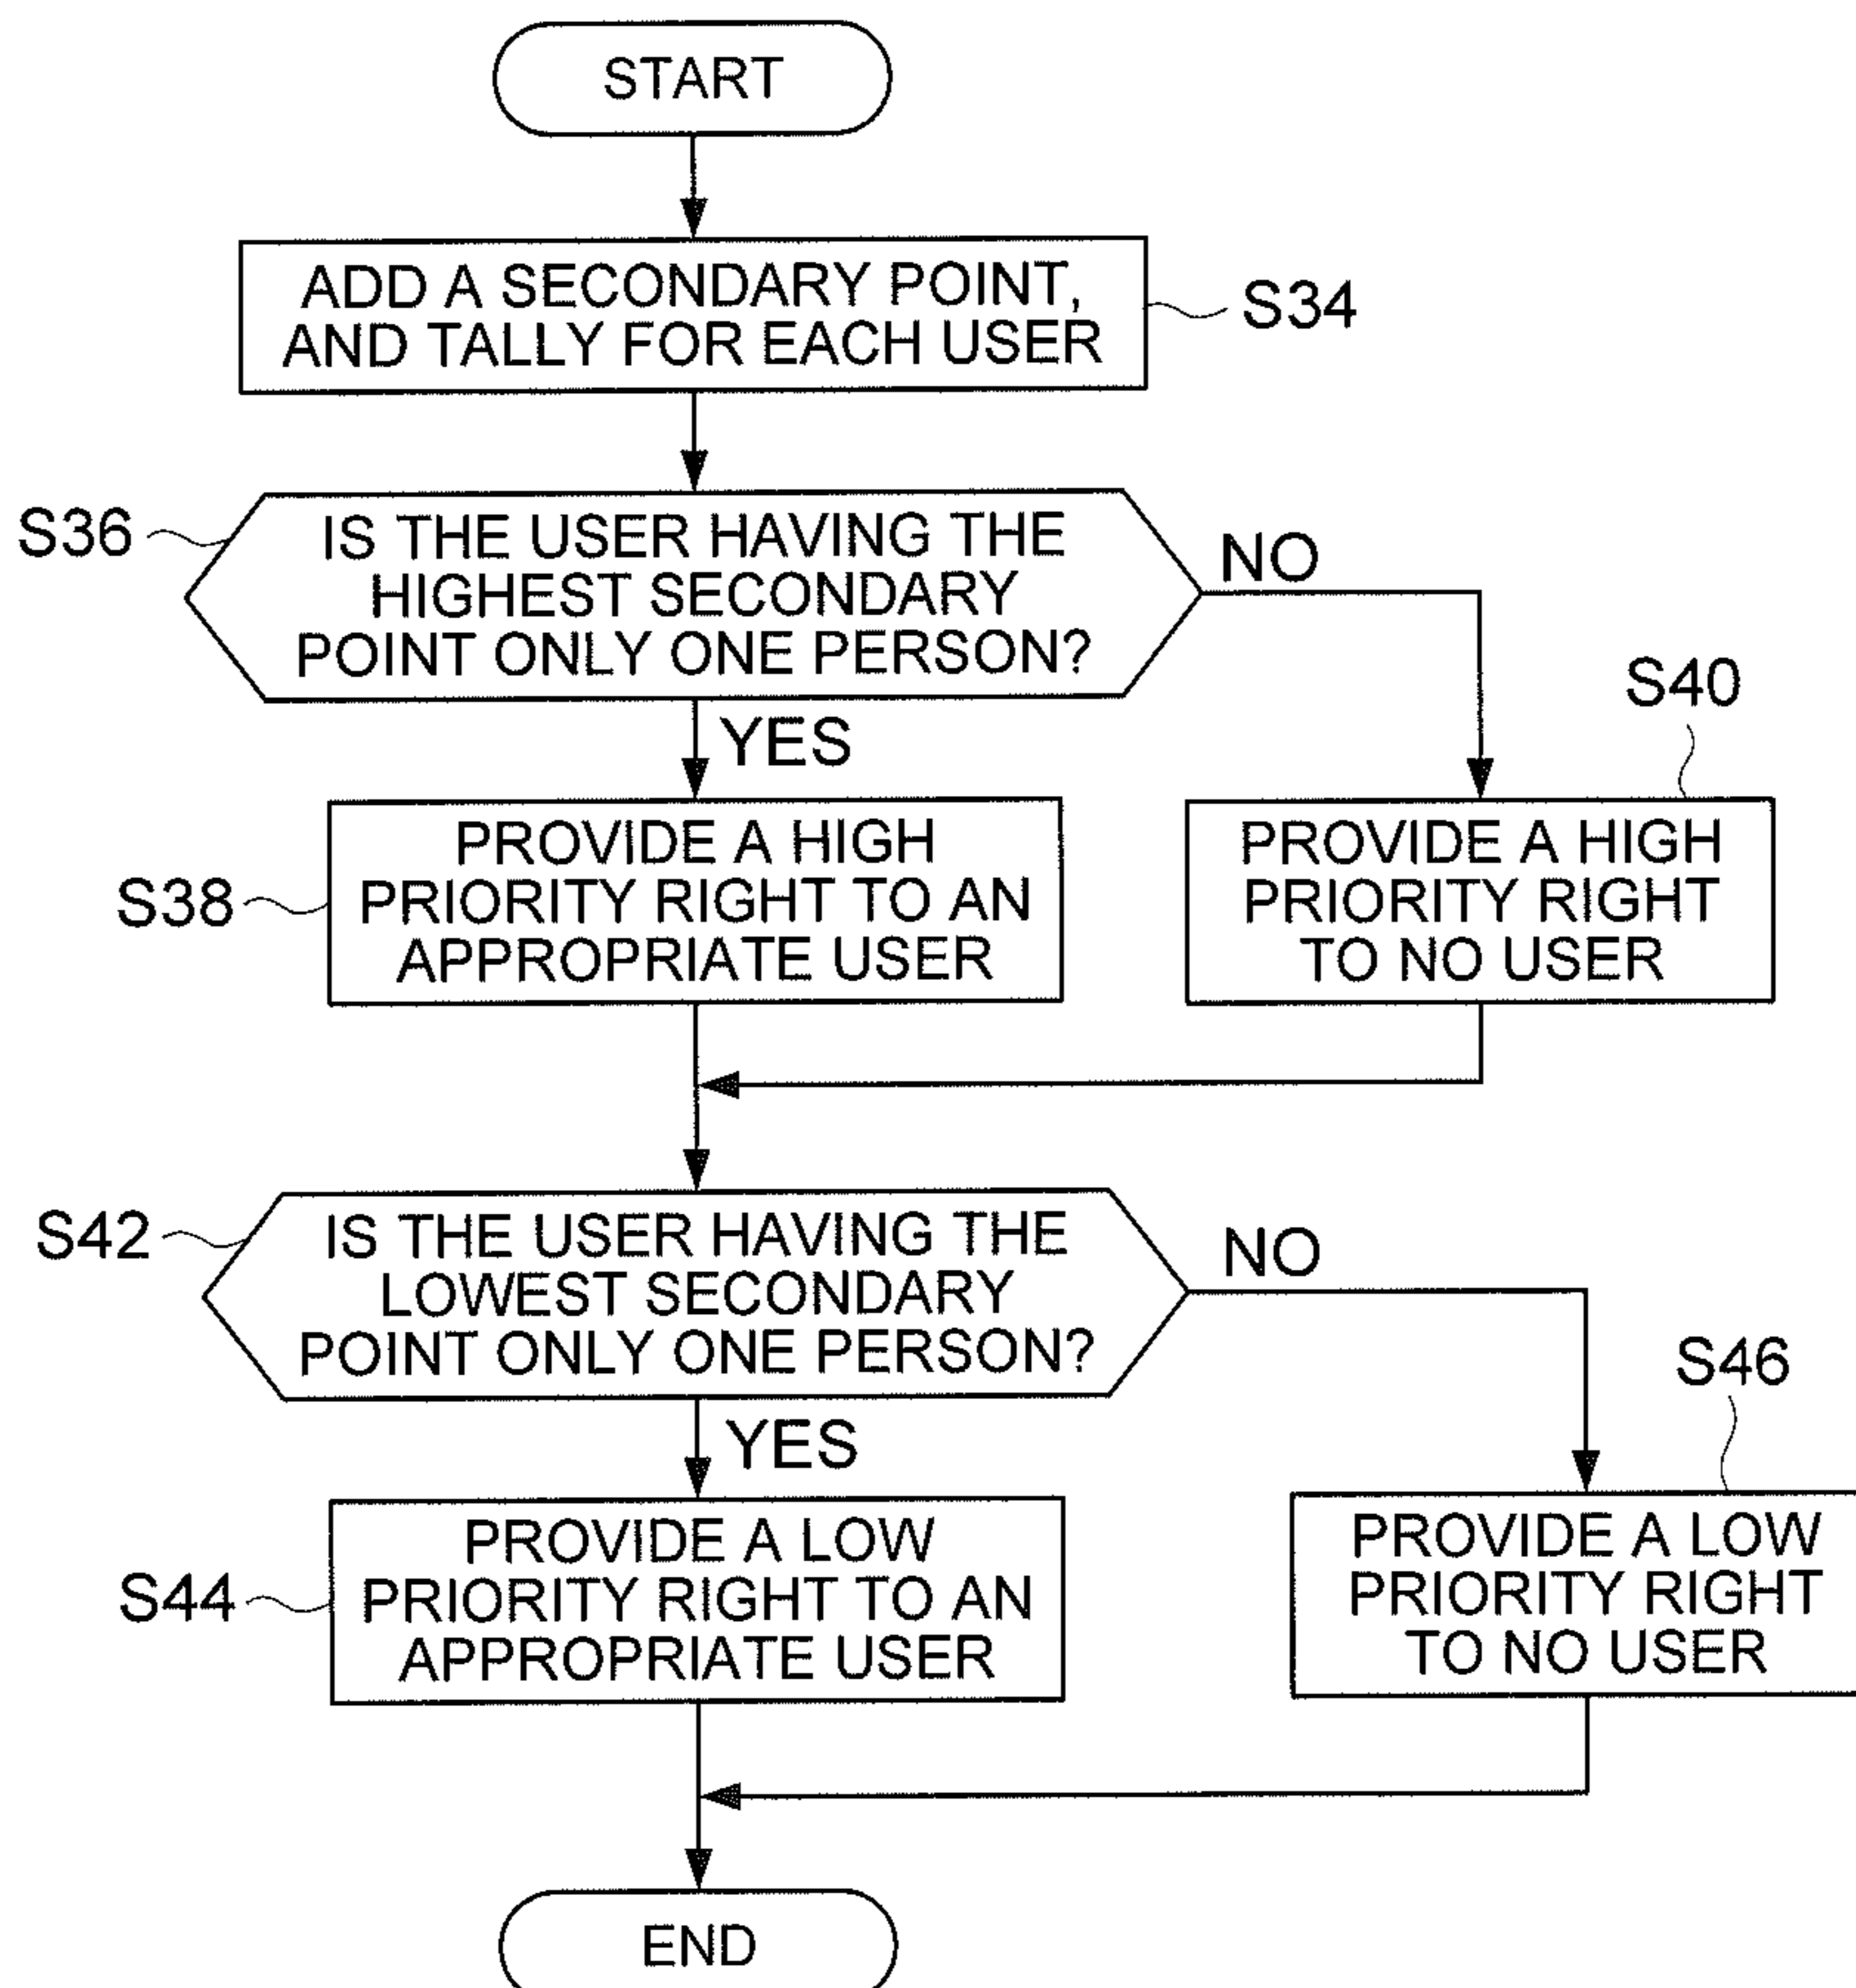 START
ADD A SECONDARY POINT,
AND TALLY FOR EACH USER
S34
S36
IS THE USER HAVING THE
HIGHEST SECONDARY
POINT ONLY ONE PERSON?
NO
YES
S40
S38
PROVIDE A HIGH
PRIORITY RIGHT TO AN
APPROPRIATE USER
PROVIDE A HIGH
PRIORITY RIGHT
TO NO USER
S42
IS THE USER HAVING THE
LOWEST SECONDARY
POINT ONLY ONE PERSON?
NO
YES
S46
S44
PROVIDE A LOW
PRIORITY RIGHT TO AN
APPROPRIATE USER
PROVIDE A LOW
PRIORITY RIGHT
TO NO USER
END